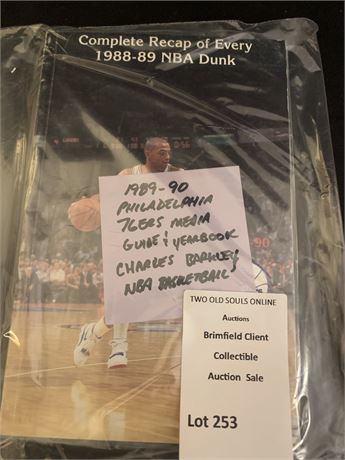 Complete Recap of Every
1988-89 NBA Dunk
1989-90
PHILADELPHIA
76ERS MEDIA
GUIDE & YEARBOOK
CHARLES BARKLEY
NBA BASKETBALL
TWO OLD SOULS ONLINE
Auctions
Brimfield Client
Collectible
Auction Sale
Lot 253